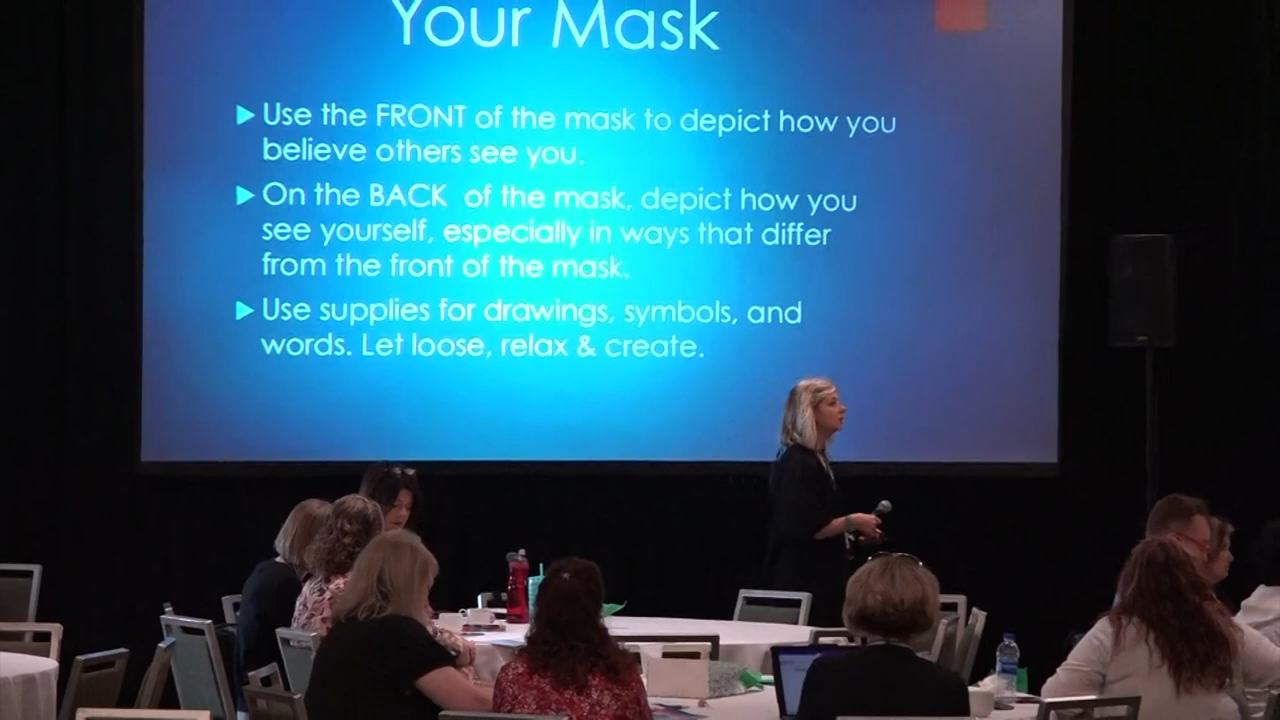 Your Mask
Use the FRONT of the mask to depict how you
believe others see you.
On the BACK of the mask, depict how you
see yourself, especially in ways that differ
from the front of the mask.
Use supplies for drawings, symbols, and
words. Let loose, relax & create.